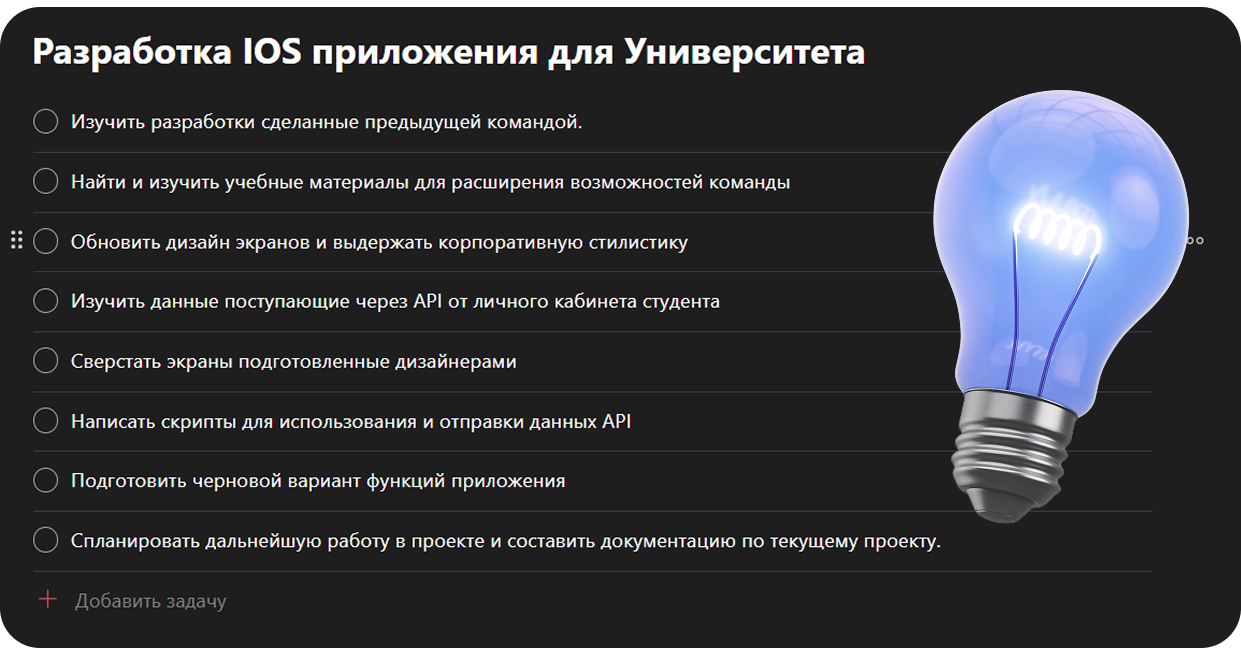 Разработка IOS приложения для Университета
Изучить разработки сделанные предыдущей командой.
Найти и изучить учебные материалы для расширения возможностей команды
Обновить дизайн экранов и выдержать корпоративную стилистику
Изучить данные поступающие через API от личного кабинета студента
Сверстать экраны подготовленные дизайнерами
Написать скрипты для использования и отправки данных API
Подготовить черновой вариант функций приложения
Спланировать дальнейшую работу в проекте и составить документацию по текущему проекту.
Добавить задачу